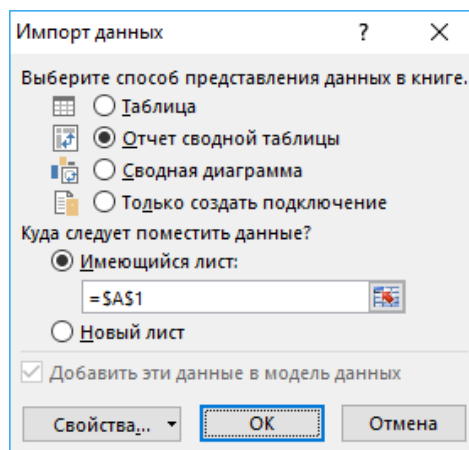 Импорт данных
Выберите способ представления данных в книге.
Таблица
Отчет сводной таблицы
Сводная диаграмма
Только создать подключение
Куда следует поместить данные?
Имеющийся лист:
=$A$1
Новый лист
Добавить эти данные в модель данных
Свойства... ОК Отмена